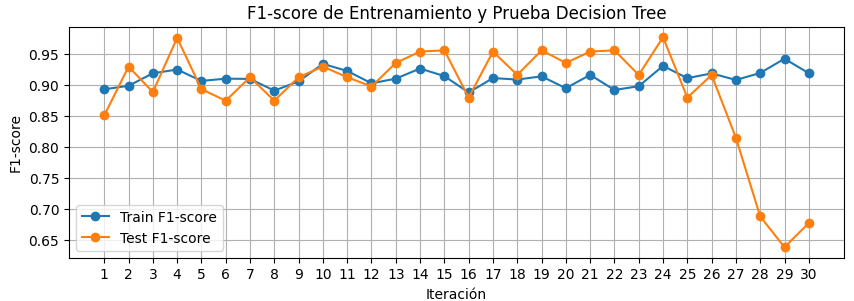 F1-score de Entrenamiento y Prueba Decision Tree
F1-score
0.95
0.90
0.85
0.80
0.75
0.70
0.65
Train F1-score
Test F1-score
1 2 3 4 5 6 7 8 9 10 11 12 13 14 15 16 17 18 19 20 21 22 23 24 25 26 27 28 29 30
Iteración